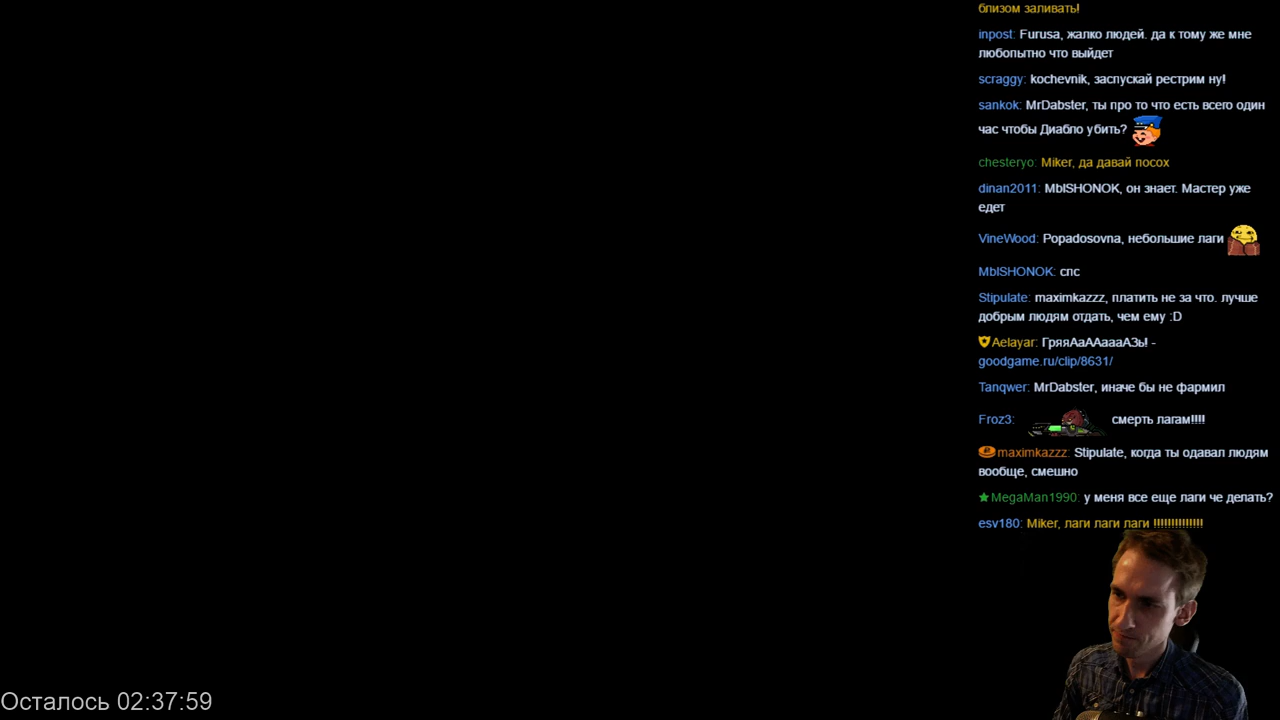 близом заливать!
inpost: Furusa, жалко людей. да к тому же мне
любопытно что выйдет
scraggy: kochevnik, заспускай рестрим ну!
sankok: MrDabster, ты про то что есть всего один
час чтобы Диабло убить?
chesteryo: Miker, да давай посох
dinan2011: MblSHONOK, он знает. Мастер уже
едет
VineWood: Popadosovna, небольшие лаги
MblSHONOK: спс
Stipulate: maximkazzz, платить не за что. лучше
добрым людям отдать, чем ему :D
Aelayar: ГряяАаААаааАЗь! -
goodgame.ru/clip/8631/
Tanqwer: MrDabster, иначе бы не фармил
Froz3: смерть лагам!!!!
maximkazzz: Stipulate, когда ты одавал людям
вообще, смешно
MegaMan1990: у меня все еще лаги че делать?
esv180: Miker, лаги лаги лаги !!!!!!!!!!!!!!
Осталось 02:37:59